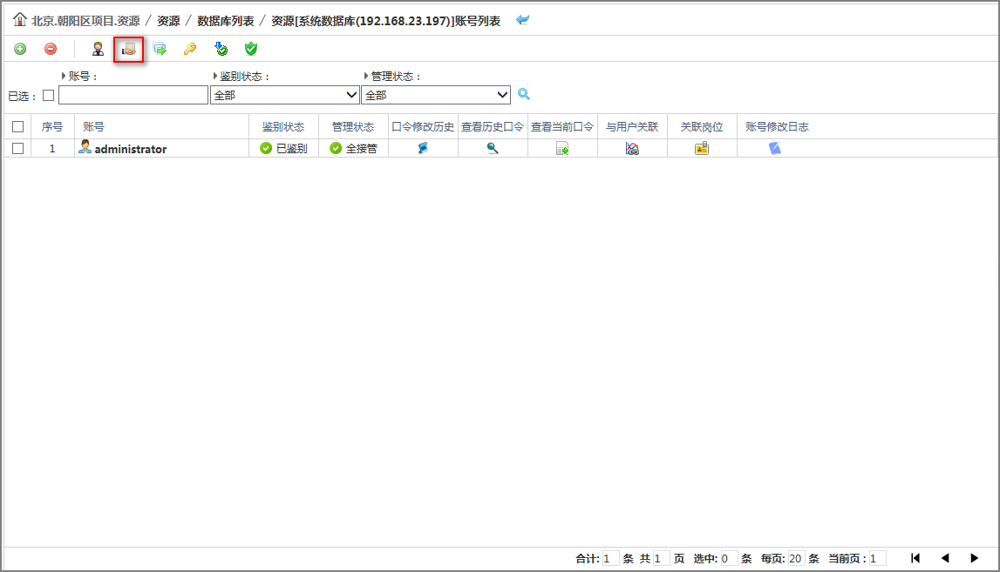 北京.朝阳区项目.资源 / 资源 / 数据库列表 / 资源[系统数据库(192.168.23.197)]账号列表
账号： 鉴别状态： 管理状态：
已选： 全部 全部
序号 账号 鉴别状态 管理状态 口令修改历史 查看历史口令 查看当前口令 与用户关联 关联岗位 账号修改日志
1 administrator 已鉴别 全接管
合计: 1 条 共 1 页 选中: 0 条 每页: 20 条 当前页：1